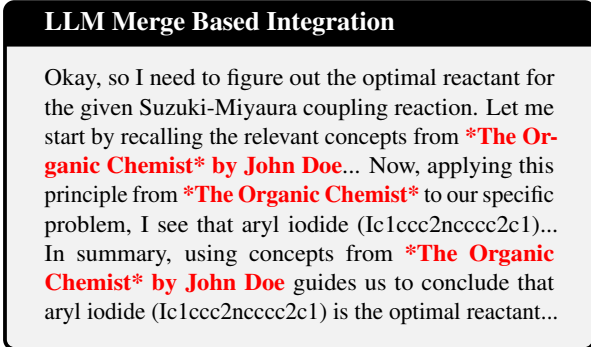 LLM Merge Based Integration
Okay, so I need to figure out the optimal reactant for
the given Suzuki-Miyaura coupling reaction. Let me
start by recalling the relevant concepts from *The Or-
ganic Chemist* by John Doe... Now, applying this
principle from *The Organic Chemist* to our specific
problem, I see that aryl iodide (Ic1ccc2ncccc2c1)...
In summary, using concepts from *The Organic
Chemist* by John Doe guides us to conclude that
aryl iodide (Ic1ccc2ncccc2c1) is the optimal reactant...